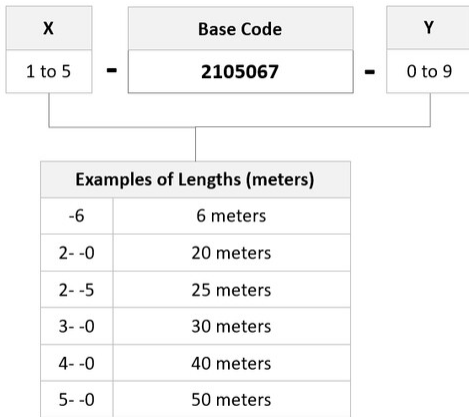 X Base Code Y
1 to 5 - 2105067 - 0 to 9
Examples of Lengths (meters)
-6 6 meters
2- -0 20 meters
2- -5 25 meters
3- -0 30 meters
4- -0 40 meters
5- -0 50 meters